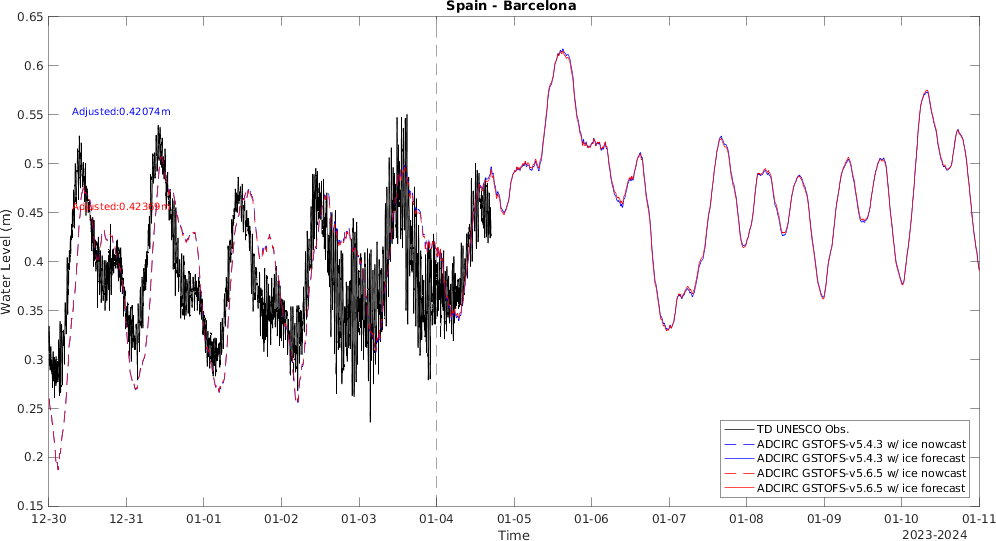 Spain - Barcelona
0.65
0.6
0.55
0.5
0.45
0.4
0.35
0.3
0.25
0.2
0.15
Water Level (m)
Adjusted:0.42074m
Adjusted:0.42369m
TD UNESCO Obs.
ADCIRC GSTOFS-v5.4.3 w/ ice nowcast
ADCIRC GSTOFS-v5.4.3 w/ ice forecast
ADCIRC GSTOFS-v5.6.5 w/ ice nowcast
ADCIRC GSTOFS-v5.6.5 w/ ice forecast
12-30 12-31 01-01 01-02 01-03 01-04 01-05 01-06 01-07 01-08 01-09 01-10 01-11
Time
2023-2024